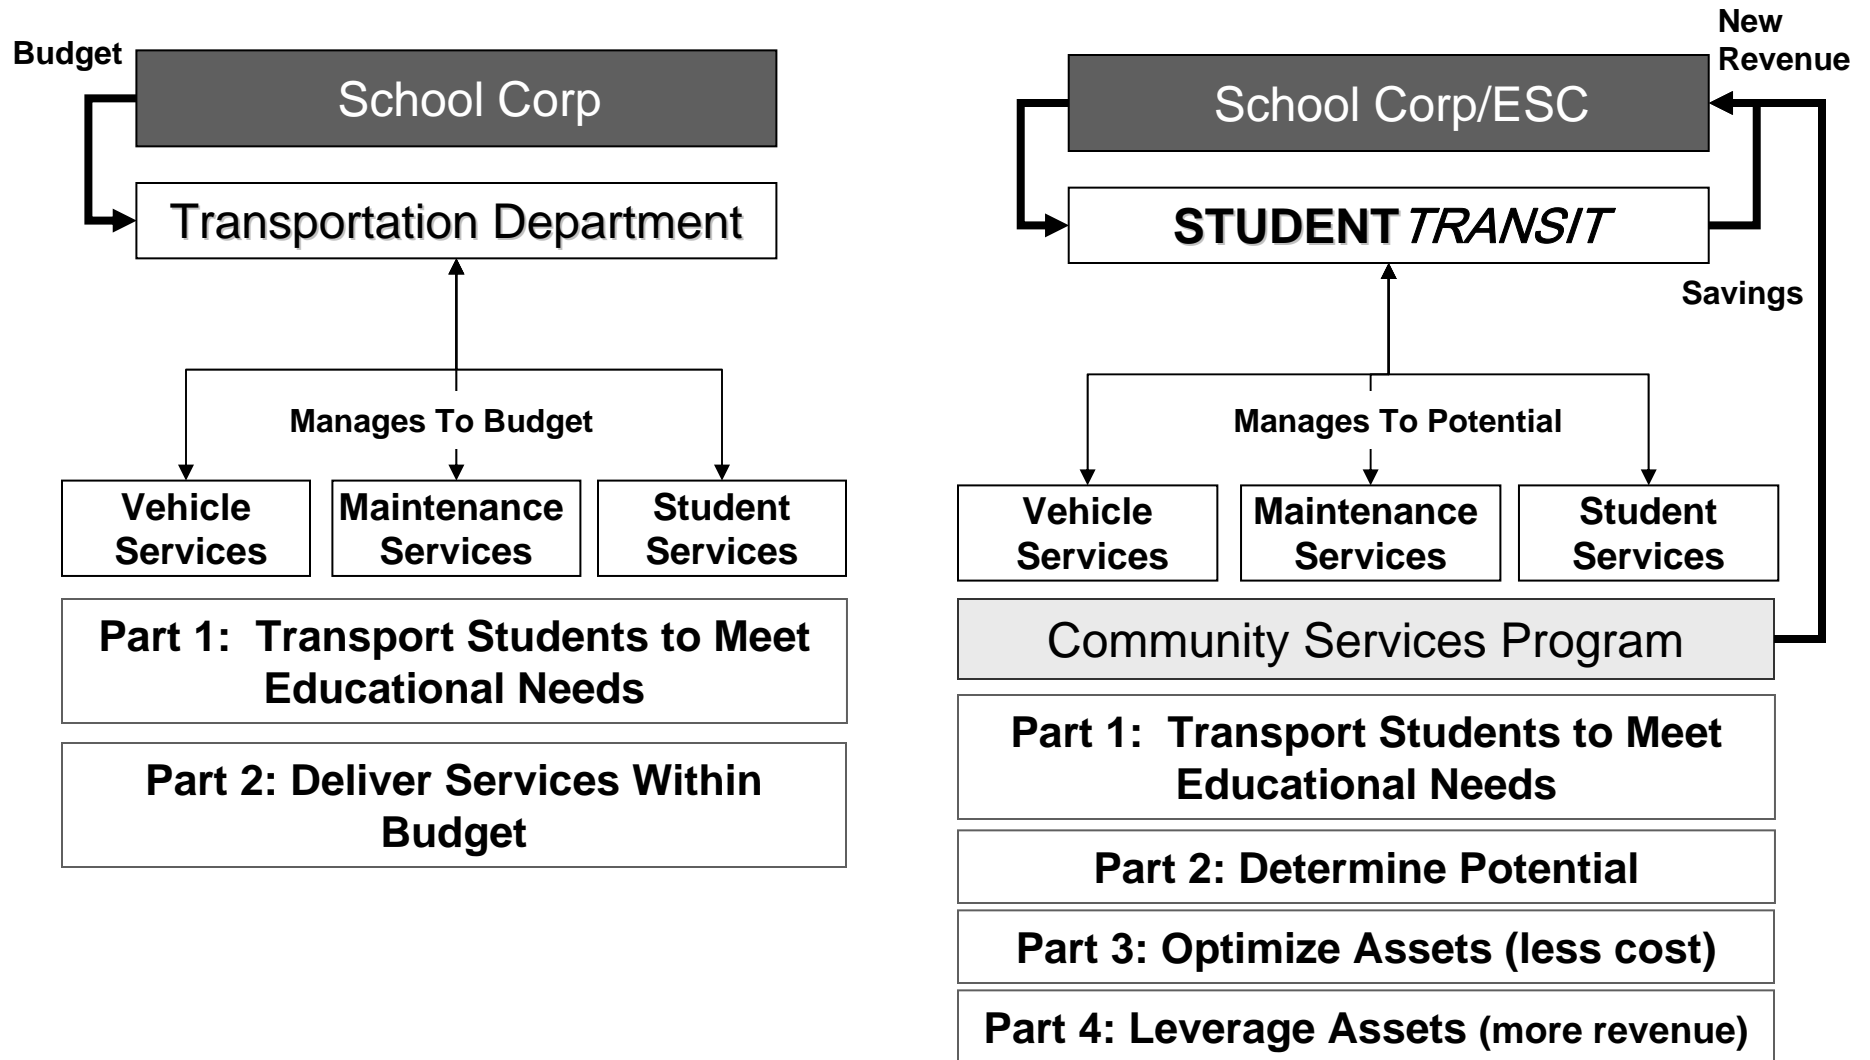 Budget
School Corp
Transportation Department
Manages To Budget
Vehicle
Services
Maintenance
Services
Student
Services
Part 1:  Transport Students to Meet
Educational Needs
Part 2: Deliver Services Within
Budget
New
Revenue
School Corp/ESC
STUDENT TRANSIT
Savings
Manages To Potential
Vehicle
Services
Maintenance
Services
Student
Services
Community Services Program
Part 1:  Transport Students to Meet
Educational Needs
Part 2: Determine Potential
Part 3: Optimize Assets (less cost)
Part 4: Leverage Assets (more revenue)